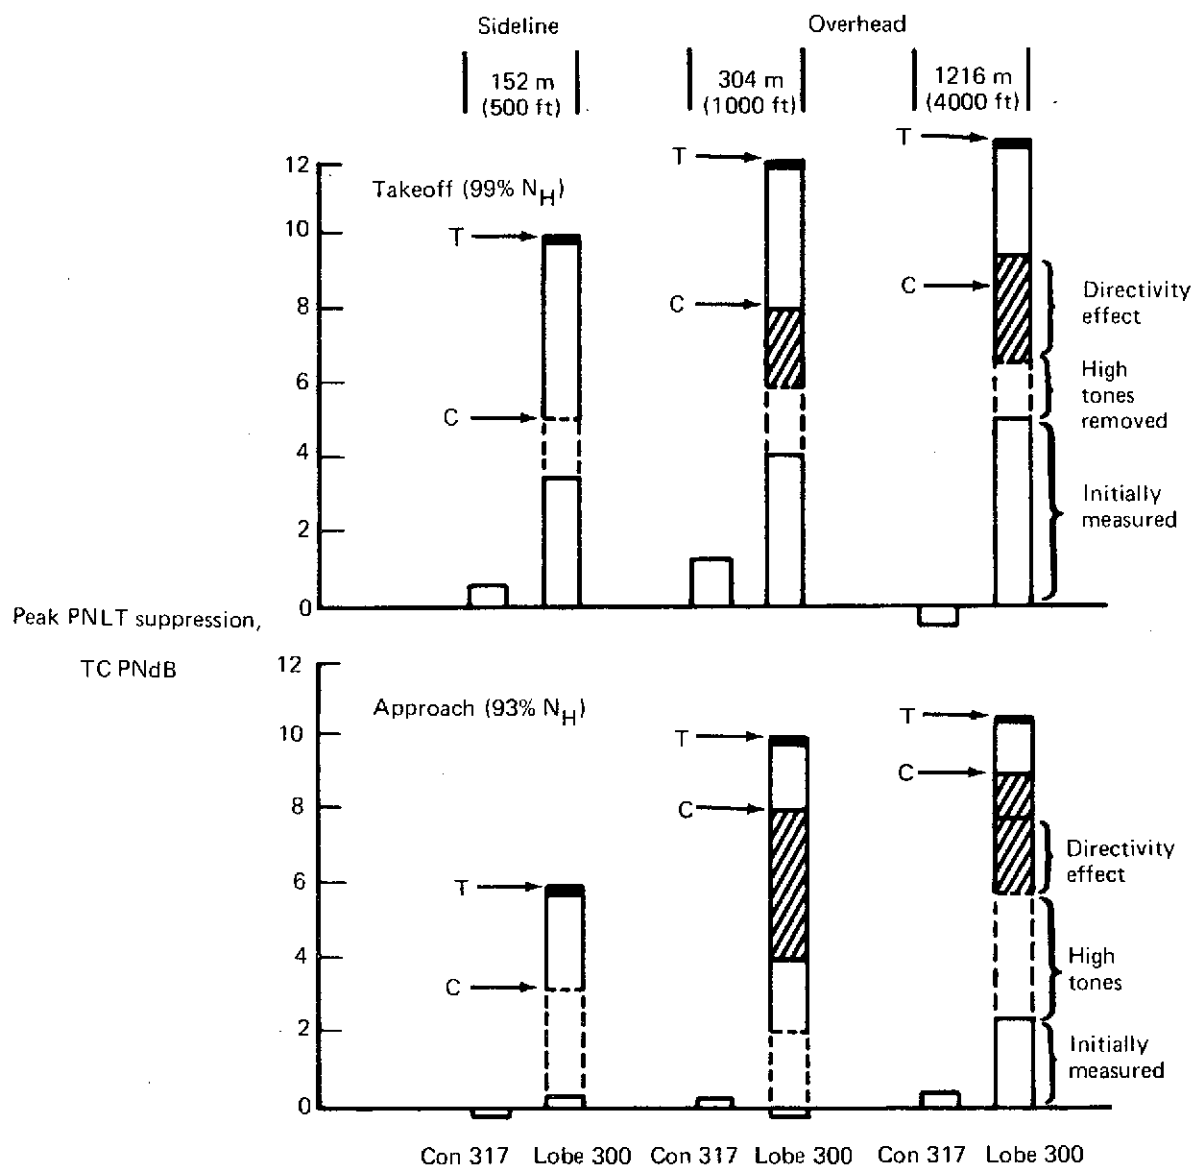 Sideline
Overhead
152 m
(500 ft)
304 m
(1000 ft)
1216 m
(4000 ft)
Takeoff (99% NH)
12
10
8
6
4
2
0
T
C
T
C
T
C
Directivity
effect
High
tones
removed
Initially
measured
Peak PNLT suppression,
TC PNdB
Approach (93% NH)
12
10
8
6
4
2
0
T
C
T
C
T
C
Directivity
effect
High
tones
Initially
measured
Con 317 Lobe 300 Con 317 Lobe 300 Con 317 Lobe 300